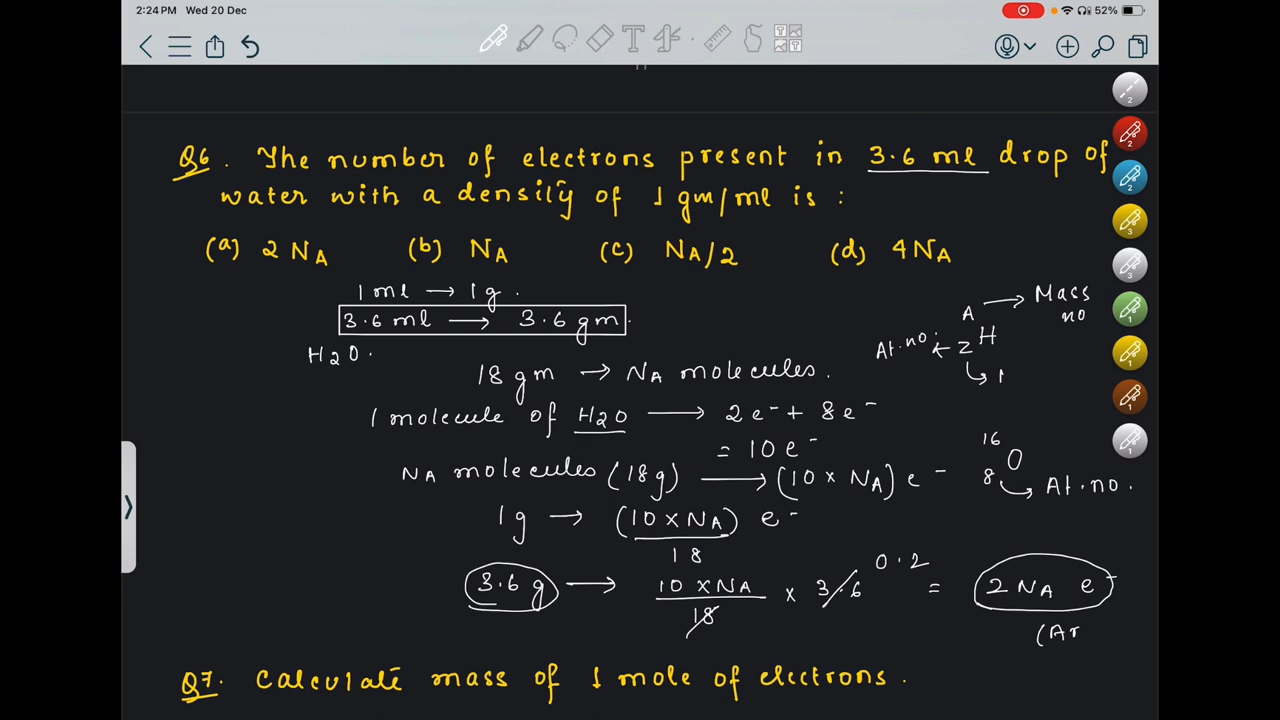 2:24 PM Wed 20 Dec
52%
Q6. The number of electrons present in 3.6 ml drop of
water with a density of 1 gm/ml is :
(a) 2 NA (b) NA (c) NA/2 (d) 4NA
1 ml → 1 g.
3.6 ml → 3.6 gm.
H2O.
A → Mass no
At.no ← Z H
↳ 1
18 gm → NA molecules.
1 molecule of H2O → 2e⁻ + 8e⁻
= 10 e⁻
NA molecules (18g) → (10 × NA) e⁻
16
8 O
↳ At.no.
1g → (10 × NA) e⁻
18
3.6 g → 10 × NA / 18 × 3.6 0.2 = 2 NA e⁻
(An
Q7. Calculate mass of 1 mole of electrons.